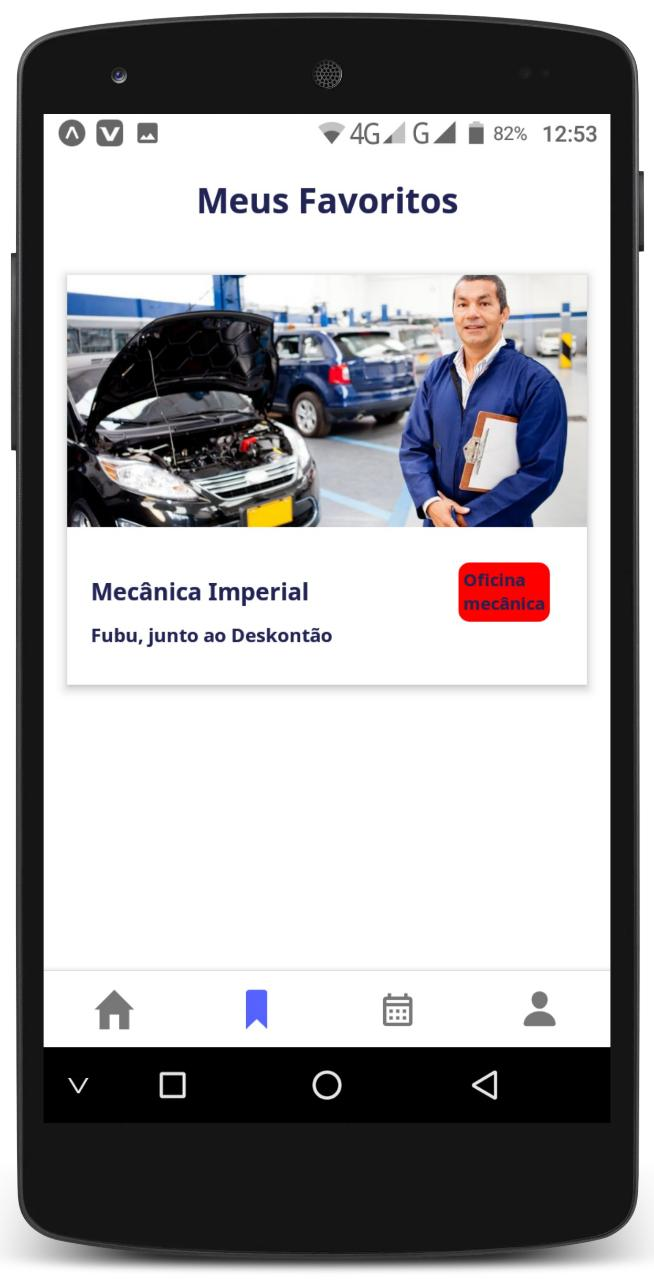 4G G 82% 12:53
Meus Favoritos
Mecânica Imperial
Oficina
mecânica
Fubu, junto ao Deskontão